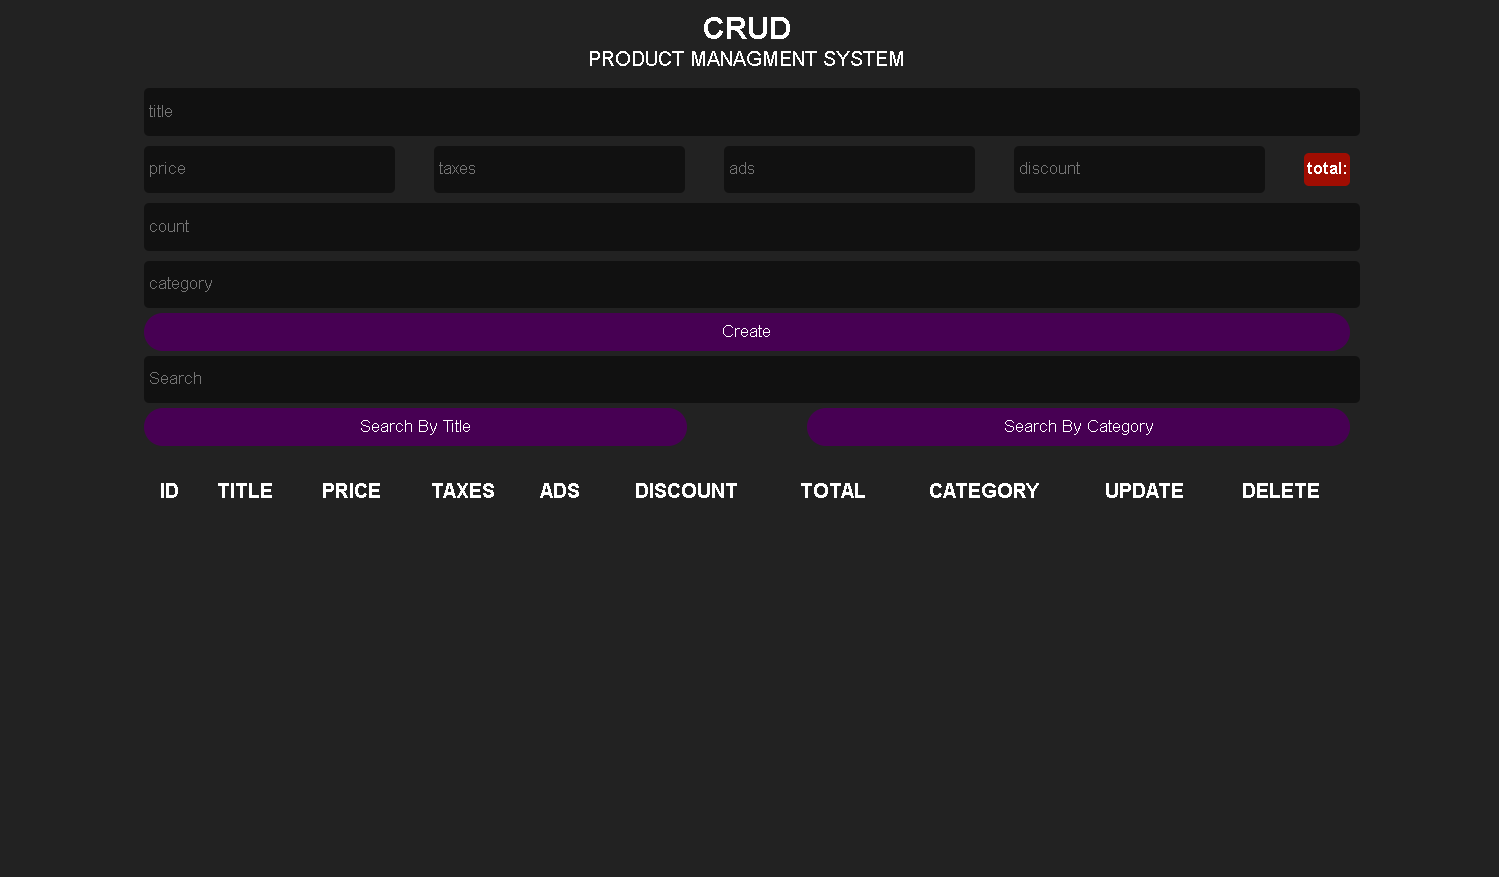 CRUD
PRODUCT MANAGMENT SYSTEM
title
price taxes ads discount total:
count
category
Create
Search
Search By Title Search By Category
ID TITLE PRICE TAXES ADS DISCOUNT TOTAL CATEGORY UPDATE DELETE